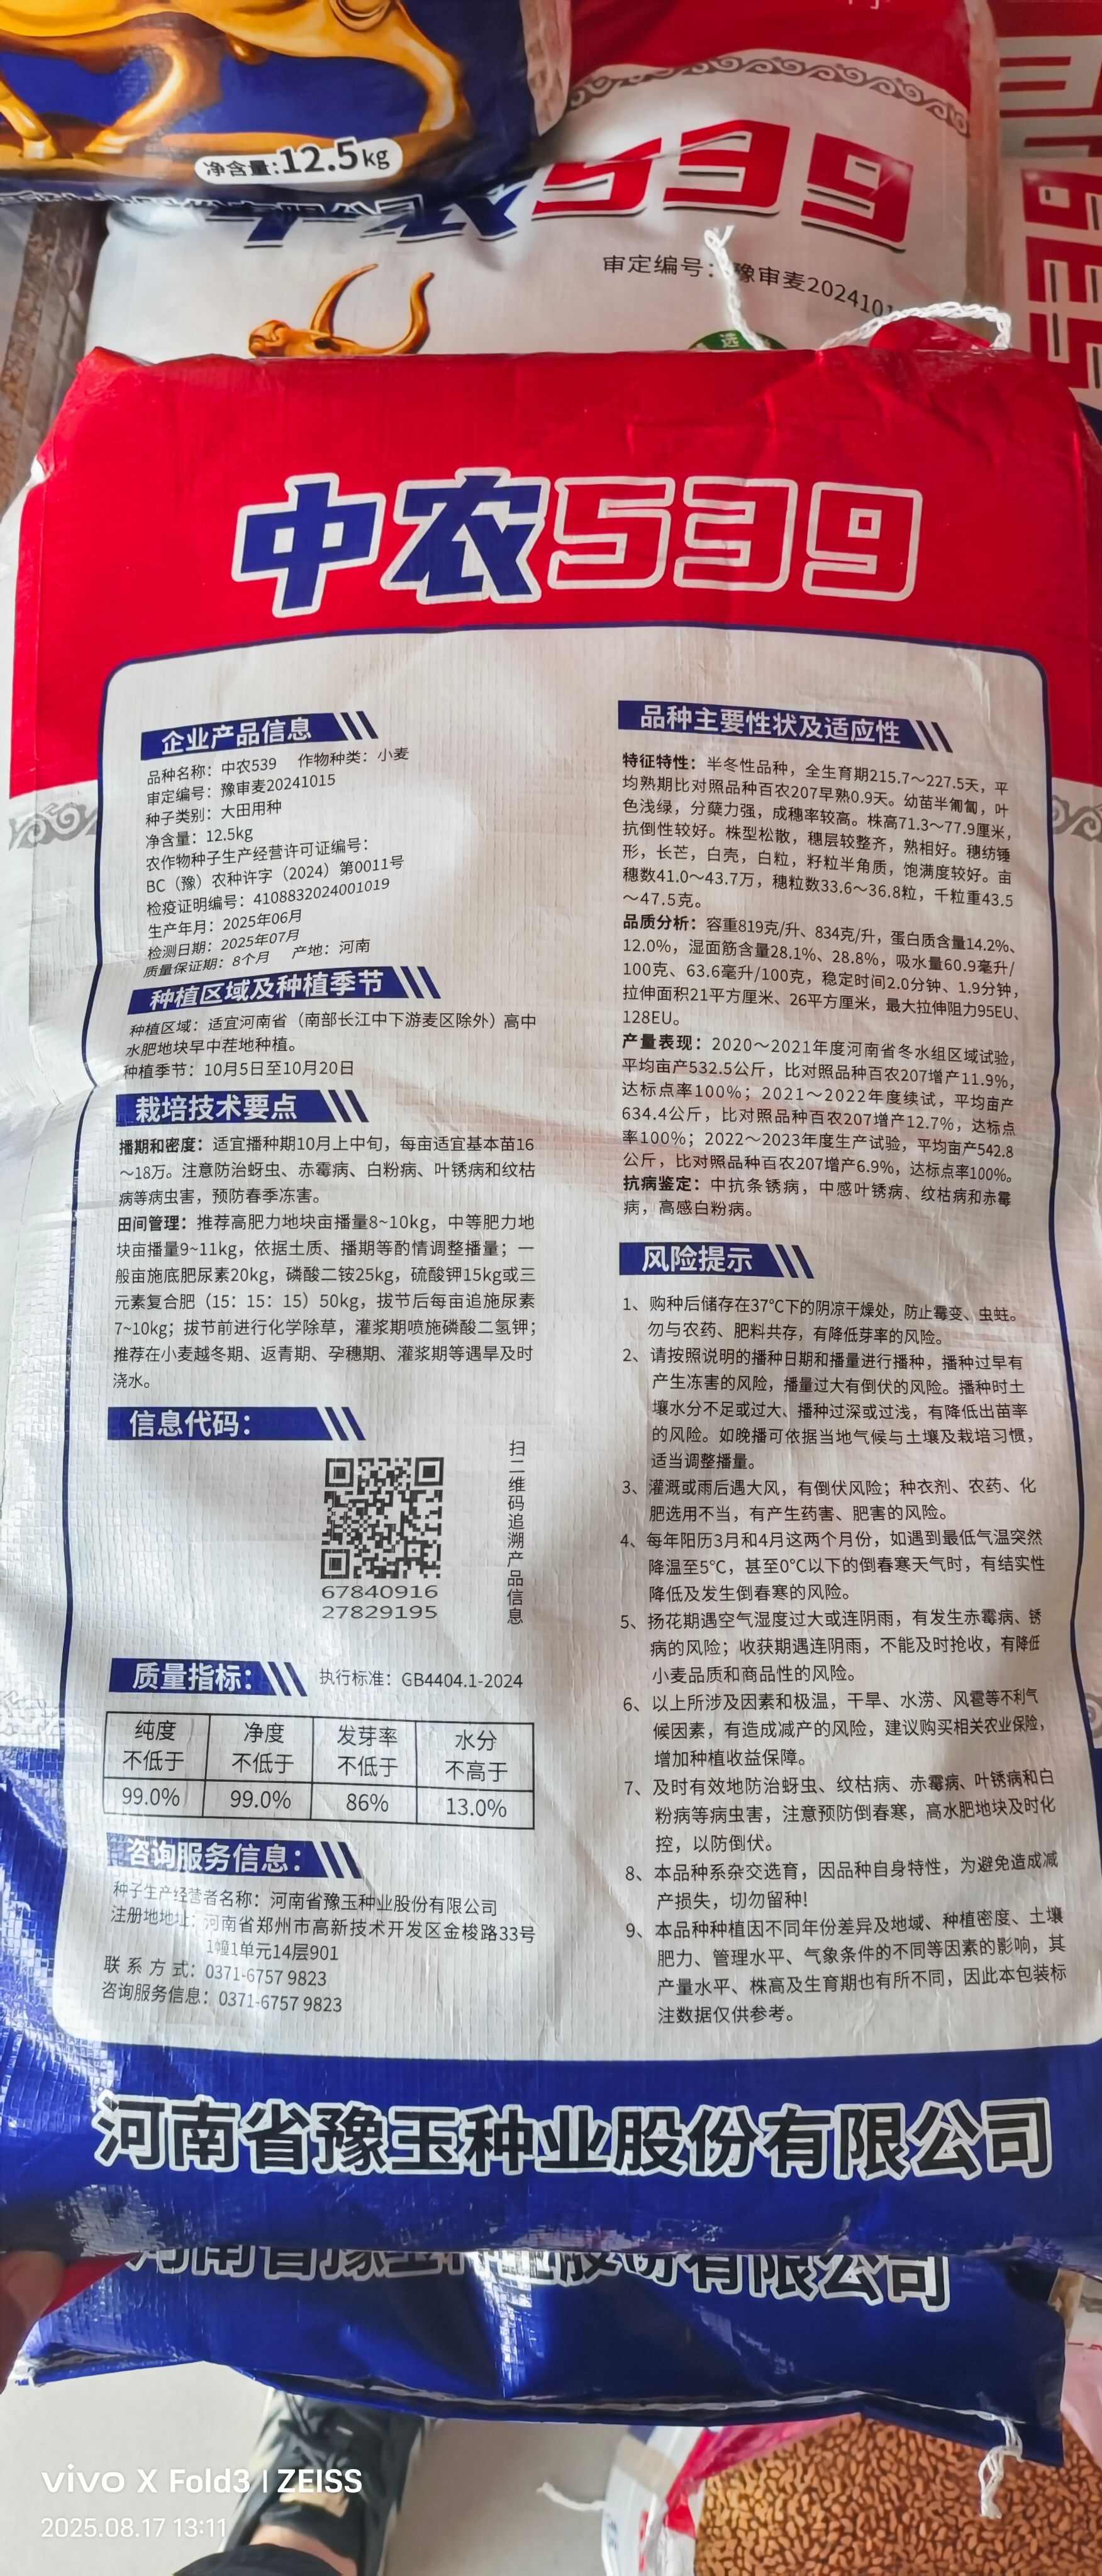 净含量:12.5kg
中农539
审定编号：豫审麦2024101
选
中农539
企业产品信息
品种名称：中农539 作物种类：小麦
审定编号：豫审麦20241015
种子类别：大田用种
净含量：12.5kg
农作物种子生产经营许可证编号：
BC（豫）农种许字（2024）第0011号
检疫证明编号：4108832024001019
生产年月：2025年06月
检测日期：2025年07月
质量保证期：8个月 产地：河南
种植区域及种植季节
种植区域：适宜河南省（南部长江中下游麦区除外）高中
水肥地块早中茬地种植。
种植季节：10月5日至10月20日
栽培技术要点
播期和密度：适宜播种期10月上中旬，每亩适宜基本苗16
～18万。注意防治蚜虫、赤霉病、白粉病、叶锈病和纹枯
病等病虫害，预防春季冻害。
田间管理：推荐高肥力地块亩播量8~10kg，中等肥力地
块亩播量9~11kg，依据土质、播期等酌情调整播量；一
般亩施底肥尿素20kg，磷酸二铵25kg，硫酸钾15kg或三
元素复合肥（15：15：15）50kg，拔节后每亩追施尿素
7~10kg；拔节前进行化学除草，灌浆期喷施磷酸二氢钾；
推荐在小麦越冬期、返青期、孕穗期、灌浆期等遇旱及时
浇水。
信息代码：
扫二维码追溯产品信息
67840916
27829195
质量指标： 执行标准：GB4404.1-2024
纯度 净度 发芽率 水分
不低于 不低于 不低于 不高于
99.0% 99.0% 86% 13.0%
咨询服务信息：
种子生产经营者名称：河南省豫玉种业股份有限公司
注册地地址：河南省郑州市高新技术开发区金梭路33号
1幢1单元14层901
联系方式：0371-6757 9823
咨询服务信息：0371-6757 9823
品种主要性状及适应性
特征特性：半冬性品种，全生育期215.7～227.5天，平
均熟期比对照品种百农207早熟0.9天。幼苗半匍匐，叶
色浅绿，分蘖力强，成穗率较高。株高71.3～77.9厘米，
抗倒性较好。株型松散，穗层较整齐，熟相好。穗纺锤
形，长芒，白壳，白粒，籽粒半角质，饱满度较好。亩
穗数41.0～43.7万，穗粒数33.6～36.8粒，千粒重43.5
～47.5克。
品质分析：容重819克/升、834克/升，蛋白质含量14.2%、
12.0%，湿面筋含量28.1%、28.8%，吸水量60.9毫升/
100克、63.6毫升/100克，稳定时间2.0分钟、1.9分钟，
拉伸面积21平方厘米、26平方厘米，最大拉伸阻力95EU、
128EU。
产量表现：2020～2021年度河南省冬水组区域试验，
平均亩产532.5公斤，比对照品种百农207增产11.9%，
达标点率100%；2021～2022年度续试，平均亩产
634.4公斤，比对照品种百农207增产12.7%，达标点
率100%；2022～2023年度生产试验，平均亩产542.8
公斤，比对照品种百农207增产6.9%，达标点率100%。
抗病鉴定：中抗条锈病，中感叶锈病、纹枯病和赤霉
病，高感白粉病。
风险提示
1、购种后储存在37℃下的阴凉干燥处，防止霉变、虫蛀。
勿与农药、肥料共存，有降低芽率的风险。
2、请按照说明的播种日期和播量进行播种，播种过早有
产生冻害的风险，播量过大有倒伏的风险。播种时土
壤水分不足或过大、播种过深或过浅，有降低出苗率
的风险。如晚播可依据当地气候与土壤及栽培习惯，
适当调整播量。
3、灌溉或雨后遇大风，有倒伏风险；种衣剂、农药、化
肥选用不当，有产生药害、肥害的风险。
4、每年阳历3月和4月这两个月份，如遇到最低气温突然
降温至5℃，甚至0℃以下的倒春寒天气时，有结实性
降低及发生倒春寒的风险。
5、扬花期遇空气湿度过大或连阴雨，有发生赤霉病、锈
病的风险；收获期遇连阴雨，不能及时抢收，有降低
小麦品质和商品性的风险。
6、以上所涉及因素和极温，干旱、水涝、风雹等不利气
候因素，有造成减产的风险，建议购买相关农业保险，
增加种植收益保障。
7、及时有效地防治蚜虫、纹枯病、赤霉病、叶锈病和白
粉病等病虫害，注意预防倒春寒，高水肥地块及时化
控，以防倒伏。
8、本品种系杂交选育，因品种自身特性，为避免造成减
产损失，切勿留种!
9、本品种种植因不同年份差异及地域、种植密度、土壤
肥力、管理水平、气象条件的不同等因素的影响，其
产量水平、株高及生育期也有所不同，因此本包装标
注数据仅供参考。
河南省豫玉种业股份有限公司
河南省豫玉种业股份有限公司
vivo X Fold3 | ZEISS
2025.08.17 13:11